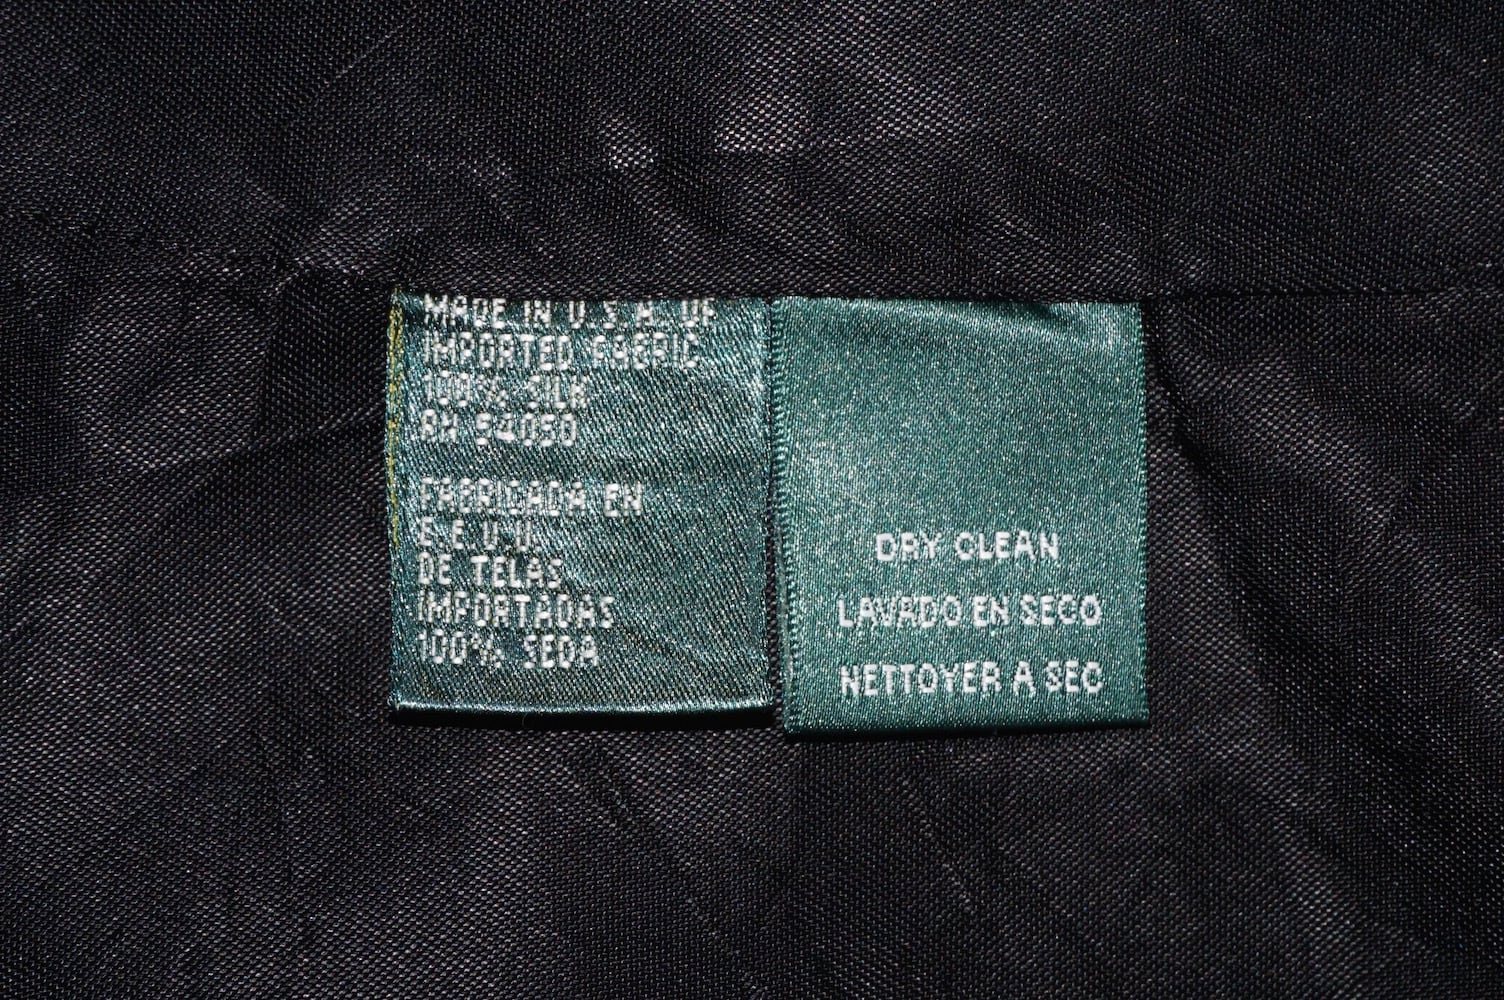 MADE IN U.S.A. OF
IMPORTED FABRIC
100% SILK
RN 54050
FABRICADA EN
S.E.U.U.
DE TELAS
IMPORTADAS
100% SEDA
DRY CLEAN
LAVADO EN SECO
NETTOYER A SEC